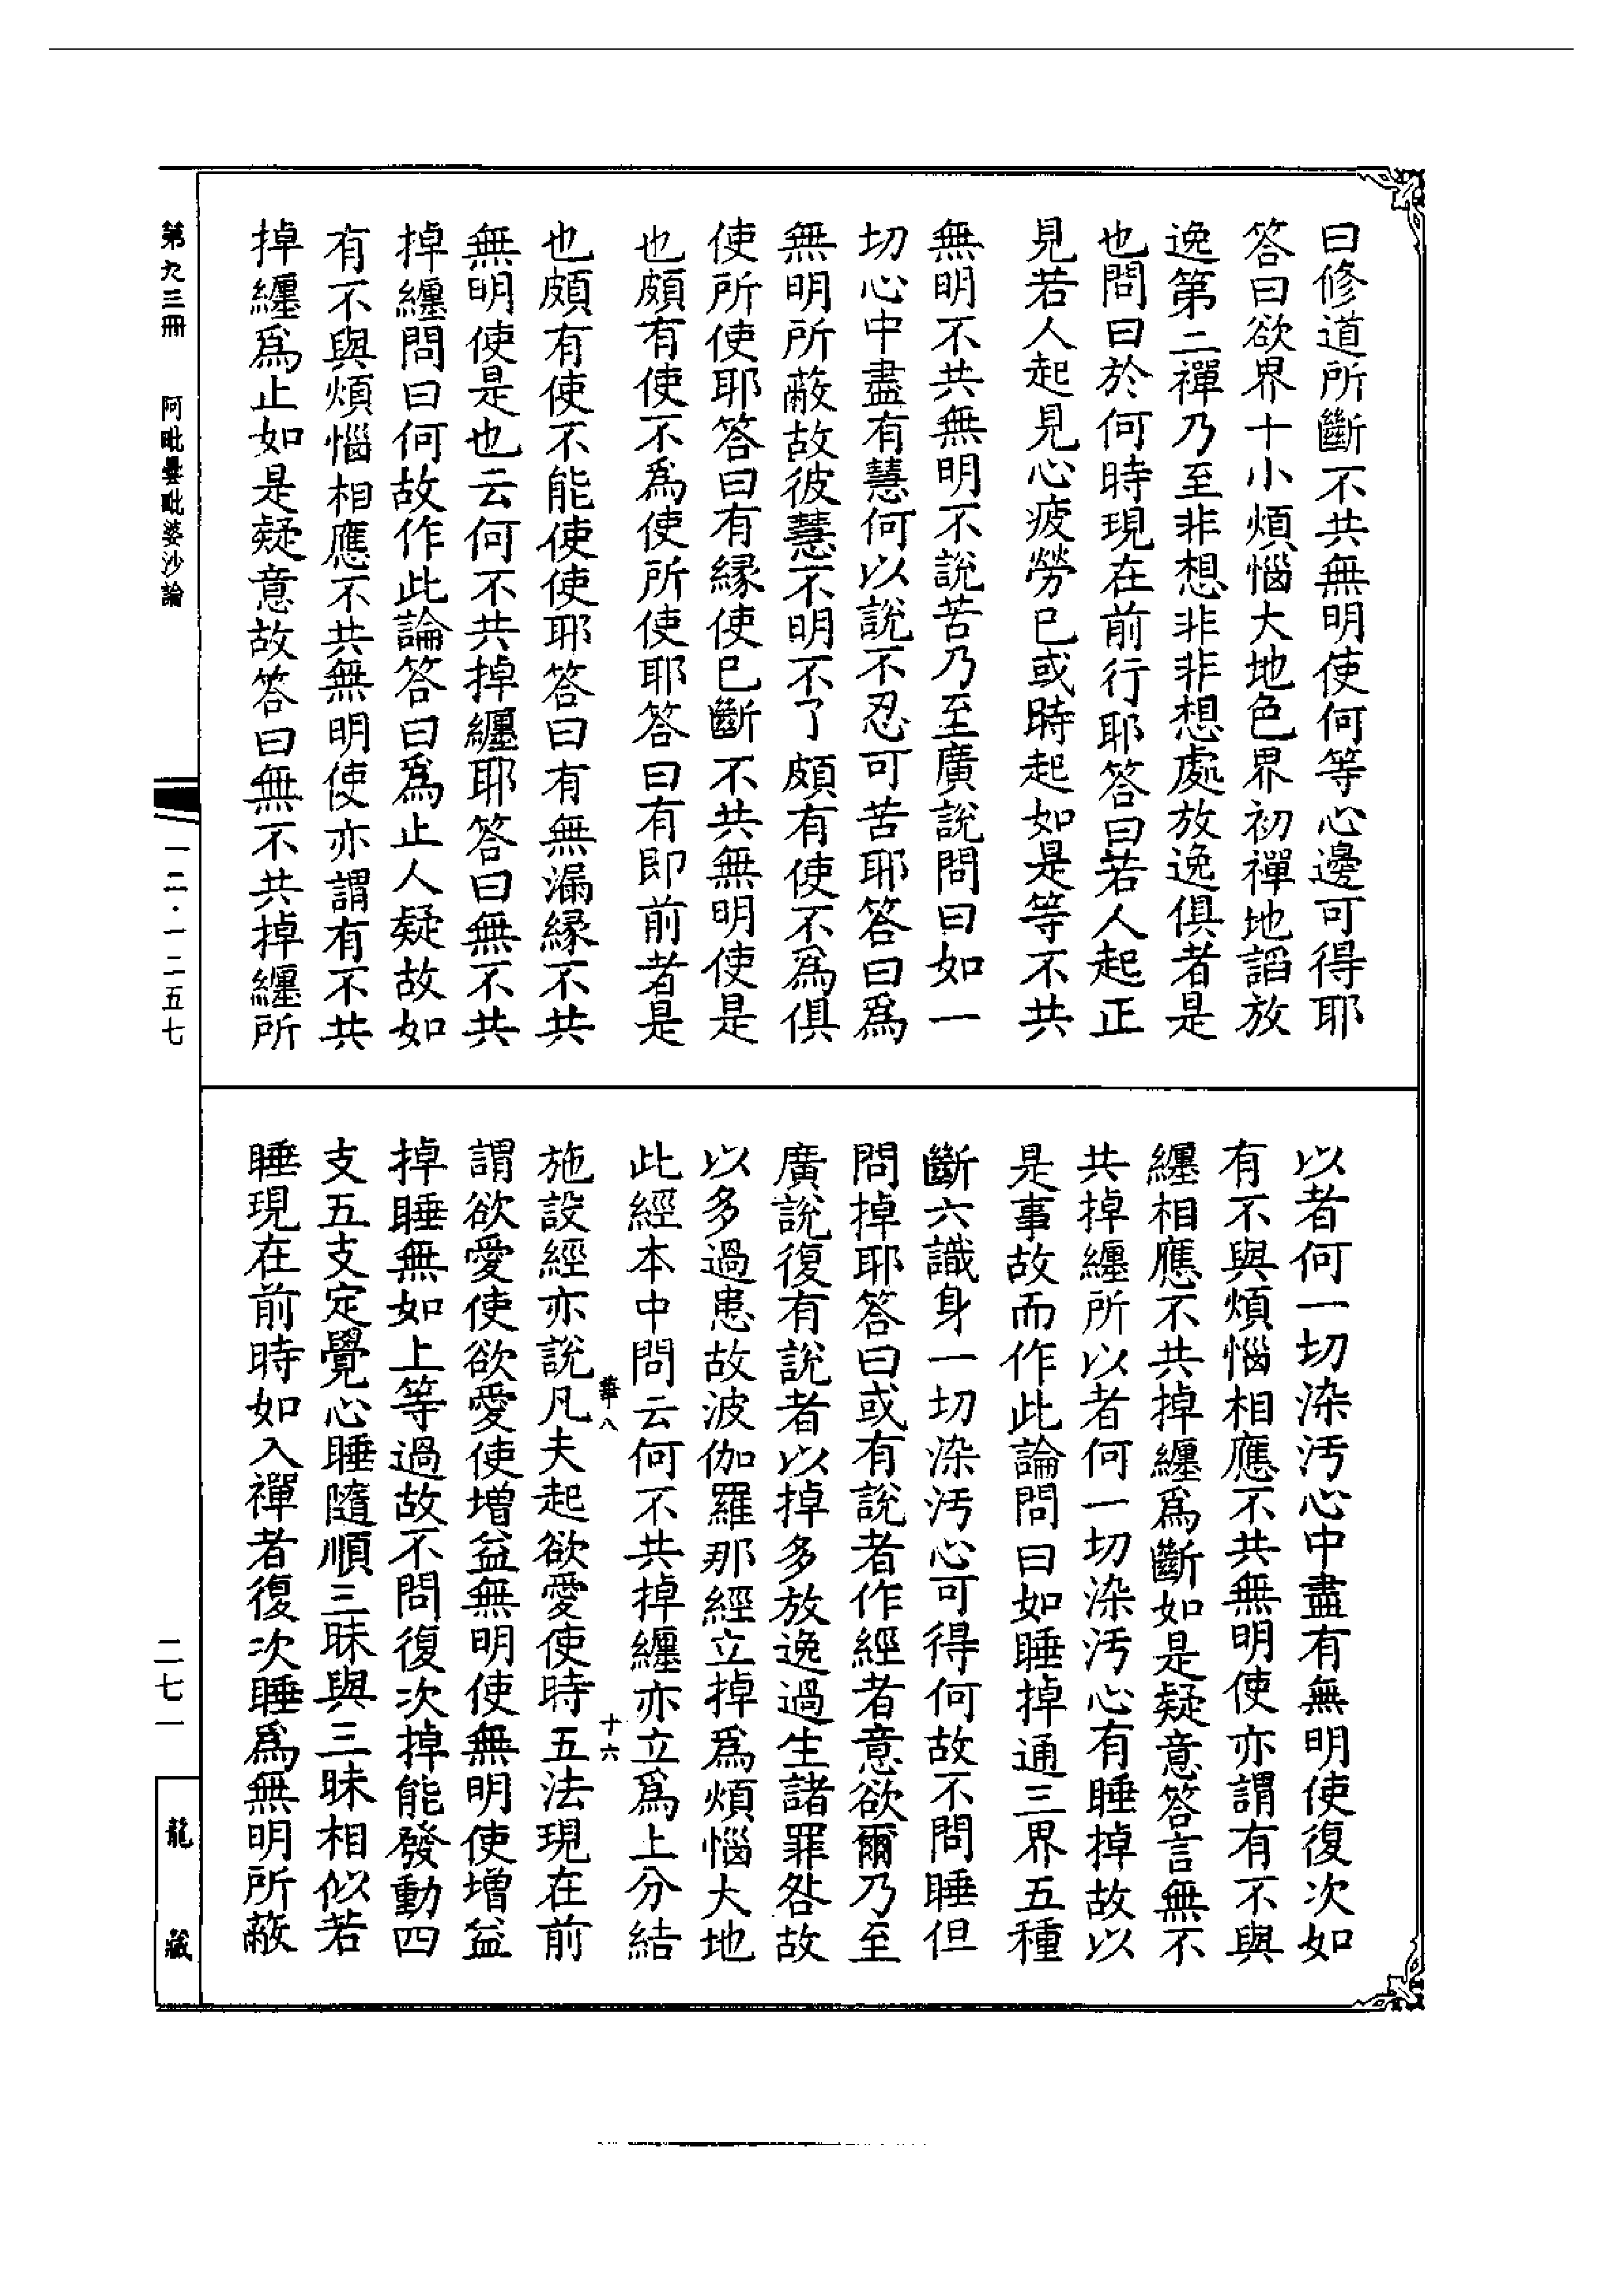 曰修道所斷不共無明使何等心邊可得耶
答曰欲界十小煩惱大地色界初禪地謟放
逸第二禪乃至非想非非想處放逸俱者是
也問曰於何時現在前行耶答曰若人起正
見若人起見心疲勞已或時起如是等不共
無明不共無明不說苦乃至廣說問曰如一
切心中盡有慧何以說不忍可苦耶答曰爲
無明所蔽故彼慧不明不了頗有使不爲俱
使所使耶答曰有緣使已斷不共無明使是
也頗有使不爲使所使耶答曰有即前者是
也頗有使不能使使耶答曰有無漏緣不共
無明使是也云何不共掉纏耶答曰無不共
掉纏問曰何故作此論答曰爲止人疑故如
有不與煩惱相應不共無明使亦謂有不共
掉纏爲止如是疑意故答曰無不共掉纏所
以者何一切染汚心中盡有無明使復次如
有不與煩惱相應不共無明使亦謂有不與
纏相應不共掉纏爲斷如是疑意答言無不
共掉纏所以者何一切染汚心有睡掉故以
是事故而作此論問曰如睡掉通三界五種
斷六識身一切染汚心可得何故不問睡但
問掉耶答曰或有說者作經者意欲爾乃至
廣說復有說者以掉多放逸過生諸罪咎故
以多過患故波伽羅那經立掉爲煩惱大地
此經本中問云何不共掉纏亦立爲上分結
華八 十六
施設經亦說凡夫起欲愛使時五法現在前
謂欲愛使欲愛使增益無明使無明使增益
掉睡無如上等過故不問復次掉能發動四
支五支定覺心睡隨順三昧與三昧相似若
睡現在前時如入禪者復次睡爲無明所蔽
第九三冊 阿毗曇毗婆沙論
一二·一二五七
二七一
龍藏